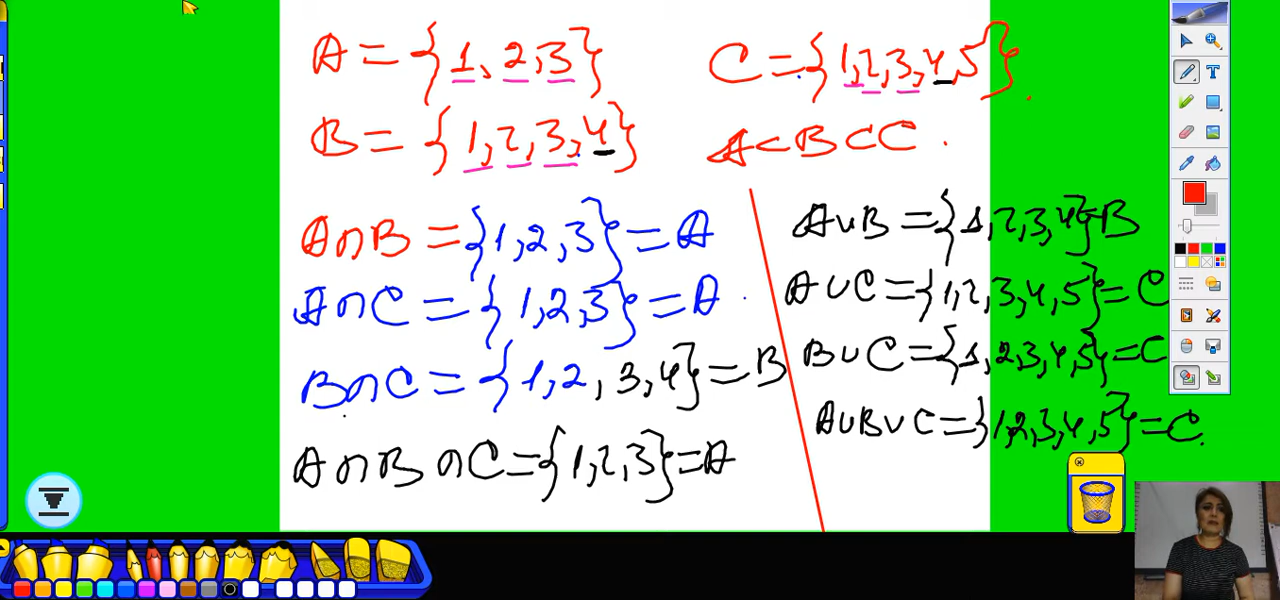 A = {1, 2, 3}
B = {1, 2, 3, 4}
C = {1, 2, 3, 4, 5}.
A ⊂ B ⊂ C.
A ∩ B = {1, 2, 3} = A
A ∩ C = {1, 2, 3} = A
B ∩ C = {1, 2, 3, 4} = B
A ∩ B ∩ C = {1, 2, 3} = A
A ∪ B = {1, 2, 3, 4} = B
A ∪ C = {1, 2, 3, 4, 5} = C
B ∪ C = {1, 2, 3, 4, 5} = C
A ∪ B ∪ C = {1, 2, 3, 4, 5} = C.
T